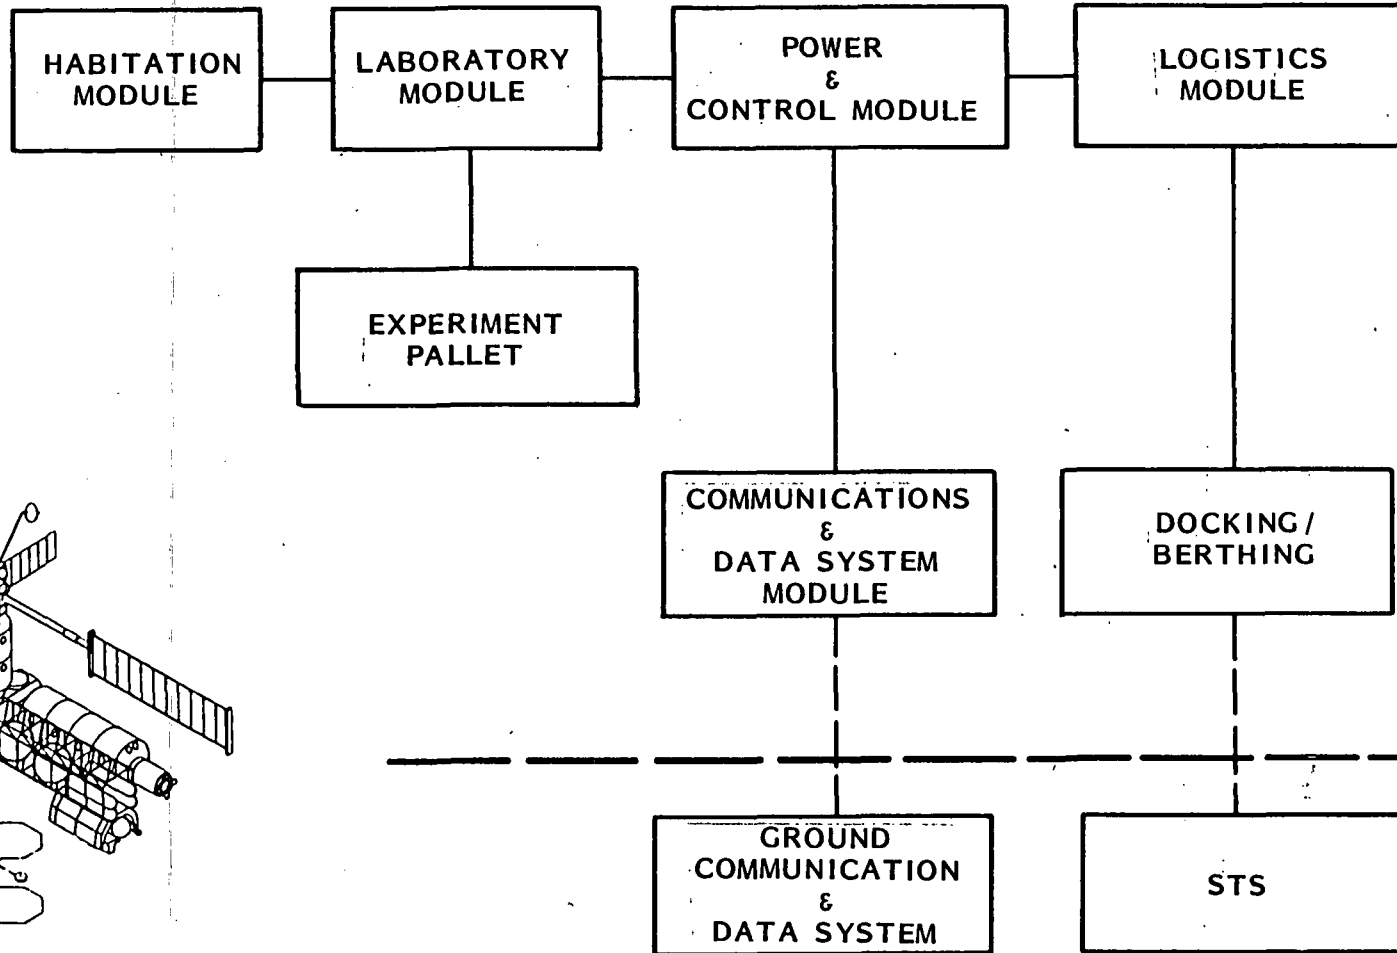 HABITATION
MODULE
LABORATORY
MODULE
POWER
&
CONTROL MODULE
LOGISTICS
MODULE
EXPERIMENT
PALLET
COMMUNICATIONS
&
DATA SYSTEM
MODULE
DOCKING/
BERTHING
GROUND
COMMUNICATION
&
DATA SYSTEM
STS